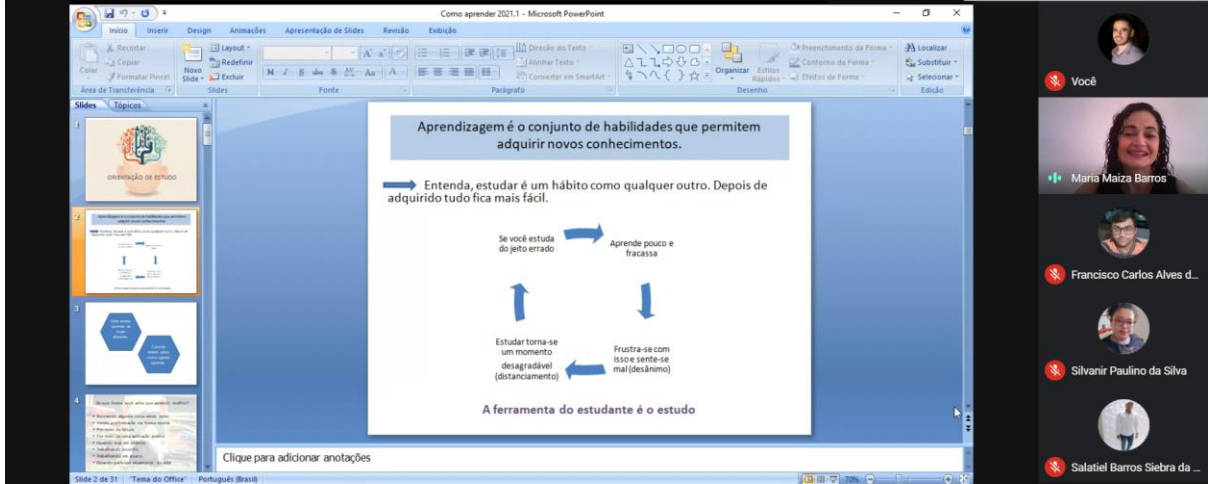 Como aprender 2021.1 - Microsoft PowerPoint
Início Inserir Design Animações Apresentação de Slides Revisão Exibição
Colar
Recortar
Copiar
Formatar Pincel
Área de Transferência
Novo
Slide
Layout
Redefinir
Excluir
Slides
N I S abe S AV Aa A
Fonte
Direção do Texto
Alinhar Texto
Converter em SmartArt
Parágrafo
Organizar
Estilos
Rápidos
Preenchimento da Forma
Contorno da Forma
Efeitos de Forma
Desenho
Localizar
Substituir
Selecionar
Edição
Slides Tópicos
1
ORIENTAÇÃO DE ESTUDO
2
3
4
Aprendizagem é o conjunto de habilidades que permitem
adquirir novos conhecimentos.
Entenda, estudar é um hábito como qualquer outro. Depois de
adquirido tudo fica mais fácil.
Se você estuda
do jeito errado
Aprende pouco e
fracassa
Frustra-se com
isso e sente-se
mal (desânimo)
Estudar torna-se
um momento
desagradável
(distanciamento)
A ferramenta do estudante é o estudo
Clique para adicionar anotações
Slide 2 de 31 "Tema do Office" Português (Brasil) 70%
Você
Maria Maiza Barros
Francisco Carlos Alves d...
Silvanir Paulino da Silva
Salatiel Barros Siebra da ...